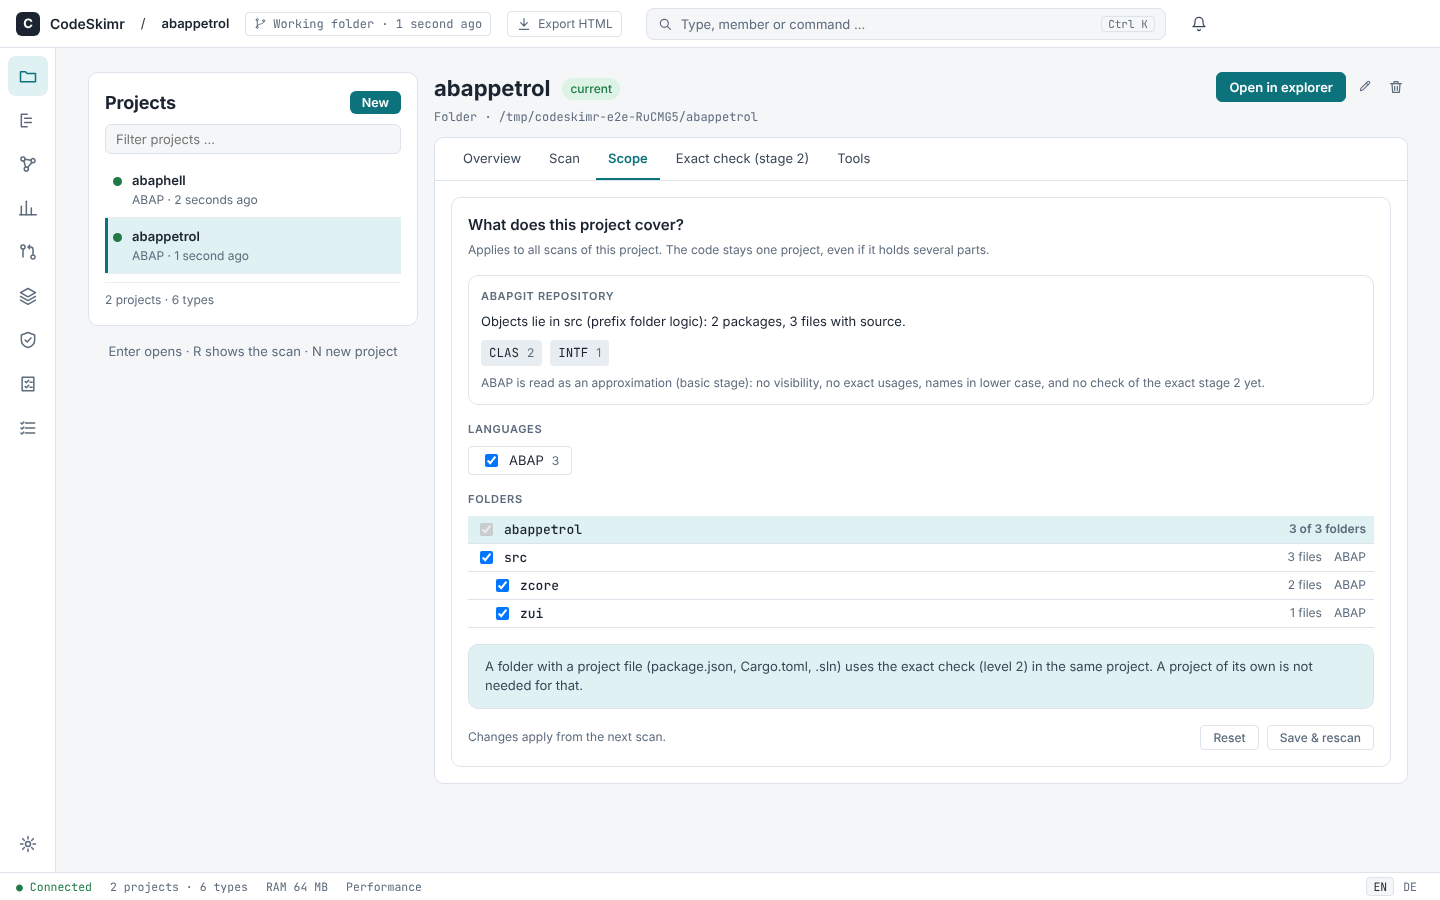 C CodeSkimr / abappetrol Working folder · 1 second ago Export HTML Type, member or command ... Ctrl K
Projects New
Filter projects ...
abaphell
ABAP · 2 seconds ago
abappetrol
ABAP · 1 second ago
2 projects · 6 types
Enter opens · R shows the scan · N new project
abappetrol current Open in explorer
Folder · /tmp/codeskimr-e2e-RuCMG5/abappetrol
Overview Scan Scope Exact check (stage 2) Tools
What does this project cover?
Applies to all scans of this project. The code stays one project, even if it holds several parts.
ABAPGIT REPOSITORY
Objects lie in src (prefix folder logic): 2 packages, 3 files with source.
CLAS 2 INTF 1
ABAP is read as an approximation (basic stage): no visibility, no exact usages, names in lower case, and no check of the exact stage 2 yet.
LANGUAGES
ABAP 3
FOLDERS
abappetrol 3 of 3 folders
src 3 files ABAP
zcore 2 files ABAP
zui 1 files ABAP
A folder with a project file (package.json, Cargo.toml, .sln) uses the exact check (level 2) in the same project. A project of its own is not
needed for that.
Changes apply from the next scan. Reset Save & rescan
Connected 2 projects · 6 types RAM 64 MB Performance EN DE